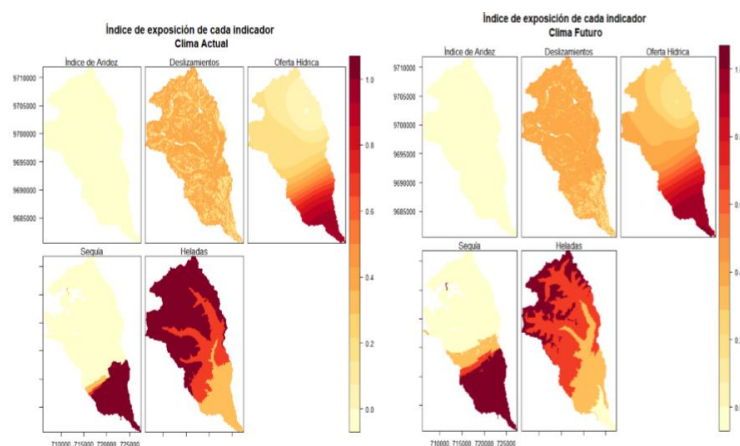 Índice de exposición de cada indicador
Clima Actual
Índice de Aridez
Deslizamientos
Oferta Hídrica
9710000
9705000
9700000
9695000
9690000
9685000
1.0
0.8
0.6
0.4
0.2
0.0
Sequía
Heladas
710000 715000 720000 725000
Índice de exposición de cada indicador
Clima Futuro
Índice de Aridez
Deslizamientos
Oferta Hídrica
9710000
9705000
9700000
9695000
9690000
9685000
Sequía
Heladas
710000 715000 720000 725000